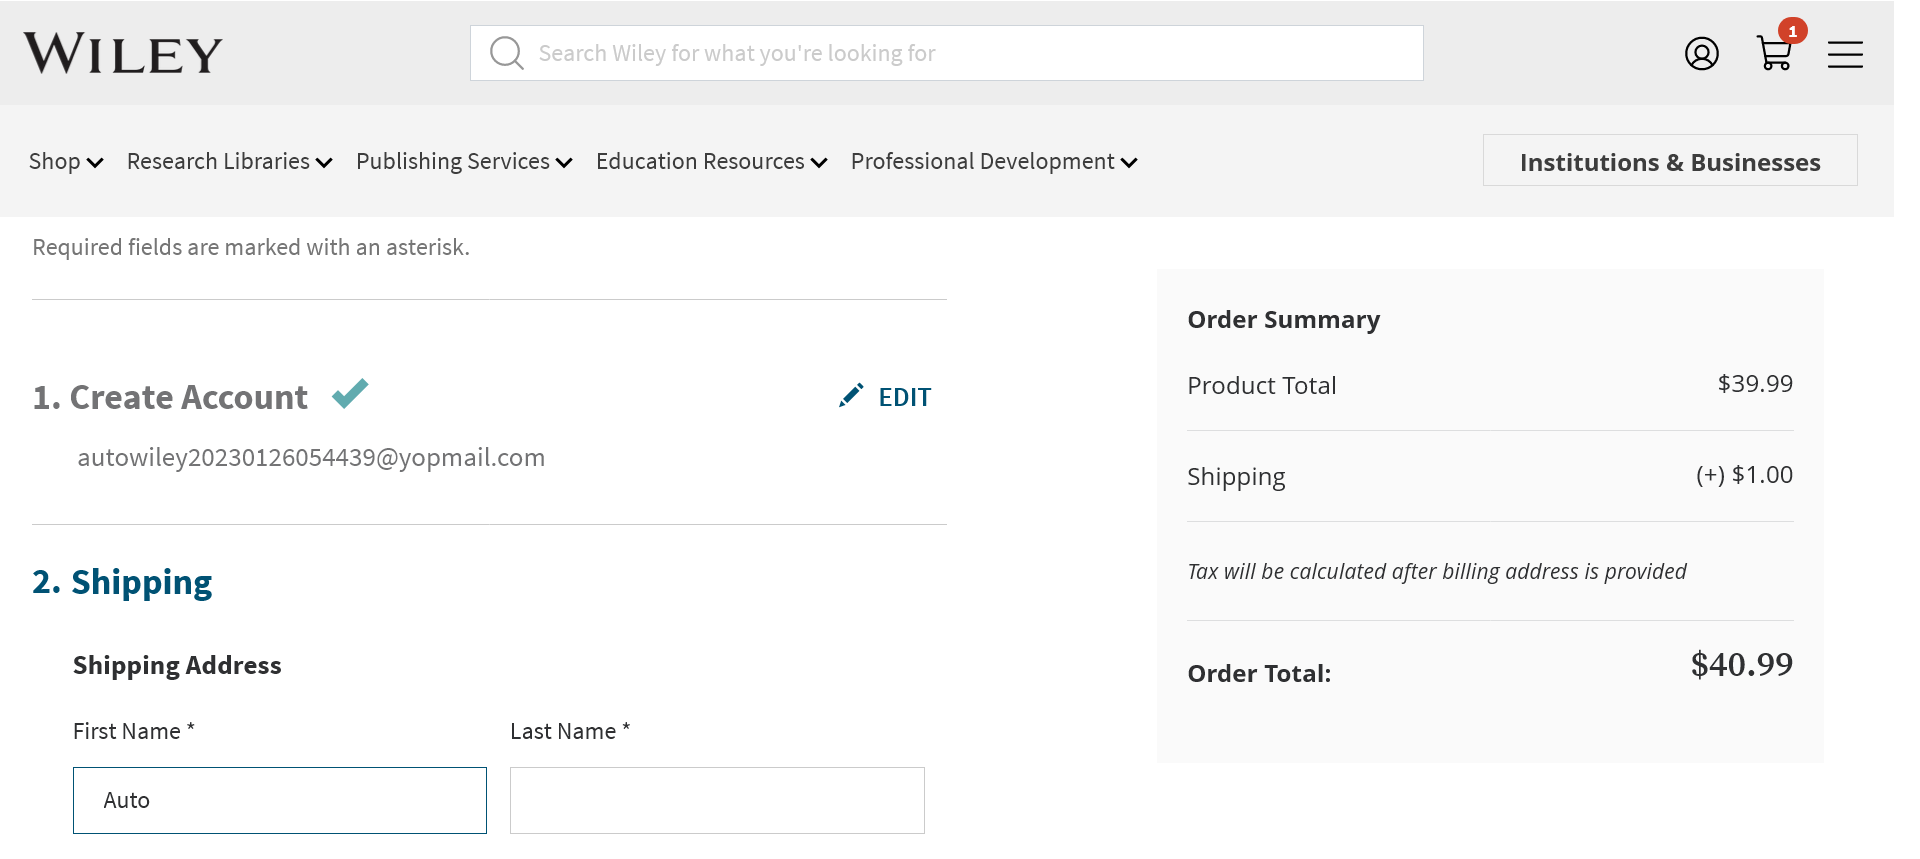 WILEY
Search Wiley for what you're looking for
1
Shop
Research Libraries
Publishing Services
Education Resources
Professional Development
Institutions & Businesses
Required fields are marked with an asterisk.
1. Create Account
EDIT
autowiley20230126054439@yopmail.com
2. Shipping
Shipping Address
First Name *
Last Name *
Auto
Order Summary
Product Total
$39.99
Shipping
(+) $1.00
Tax will be calculated after billing address is provided
Order Total:
$40.99